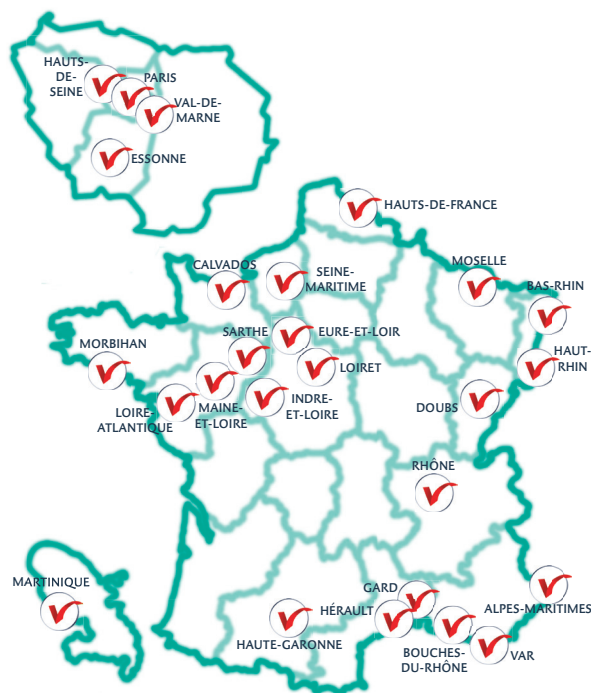 HAUTS-
DE-
SEINE
PARIS
VAL-DE-
MARNE
ESSONNE
HAUTS-DE-FRANCE
CALVADOS
SEINE-
MARITIME
MOSELLE
BAS-RHIN
SARTHE
EURE-ET-LOIR
MORBIHAN
LOIRET
HAUT-
RHIN
LOIRE-
ATLANTIQUE
MAINE-
ET-LOIRE
INDRE-
ET-LOIRE
DOUBS
RHÔNE
MARTINIQUE
GARD
HÉRAULT
ALPES-MARITIMES
HAUTE-GARONNE
BOUCHES-
DU-RHÔNE
VAR